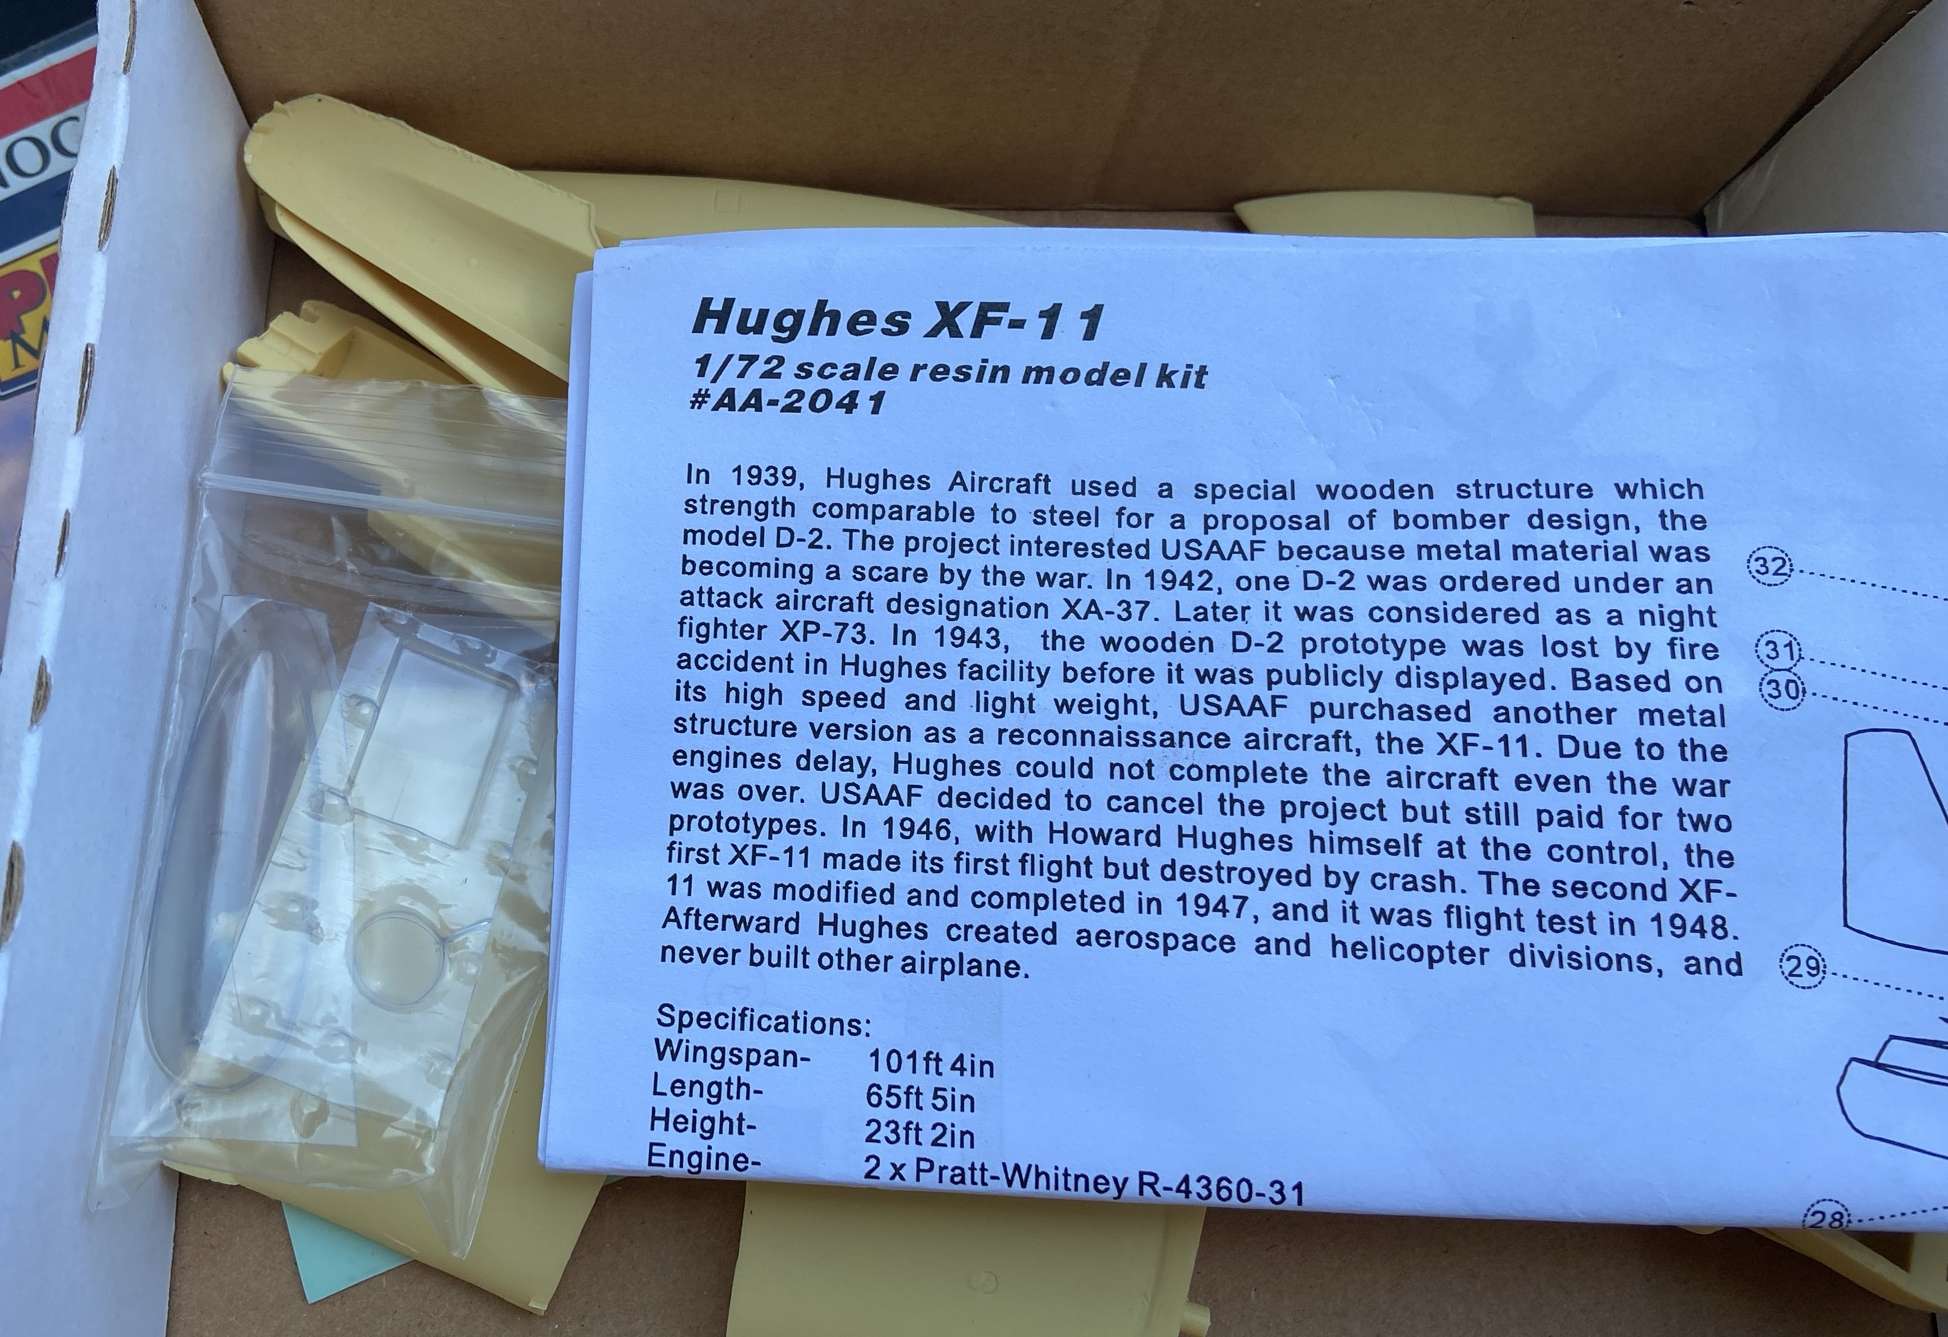 Hughes XF-11
1/72 scale resin model kit
#AA-2041
In 1939, Hughes Aircraft used a special wooden structure which
strength comparable to steel for a proposal of bomber design, the
model D-2. The project interested USAAF because metal material was
becoming a scare by the war. In 1942, one D-2 was ordered under an
attack aircraft designation XA-37. Later it was considered as a night
fighter XP-73. In 1943, the wooden D-2 prototype was lost by fire
accident in Hughes facility before it was publicly displayed. Based on
its high speed and light weight, USAAF purchased another metal
structure version as a reconnaissance aircraft, the XF-11. Due to the
engines delay, Hughes could not complete the aircraft even the war
was over. USAAF decided to cancel the project but still paid for two
prototypes. In 1946, with Howard Hughes himself at the control, the
first XF-11 made its first flight but destroyed by crash. The second XF-
11 was modified and completed in 1947, and it was flight test in 1948.
Afterward Hughes created aerospace and helicopter divisions, and
never built other airplane.
Specifications:
Wingspan- 101ft 4in
Length- 65ft 5in
Height- 23ft 2in
Engine- 2 x Pratt-Whitney R-4360-31
32
31
30
29
28